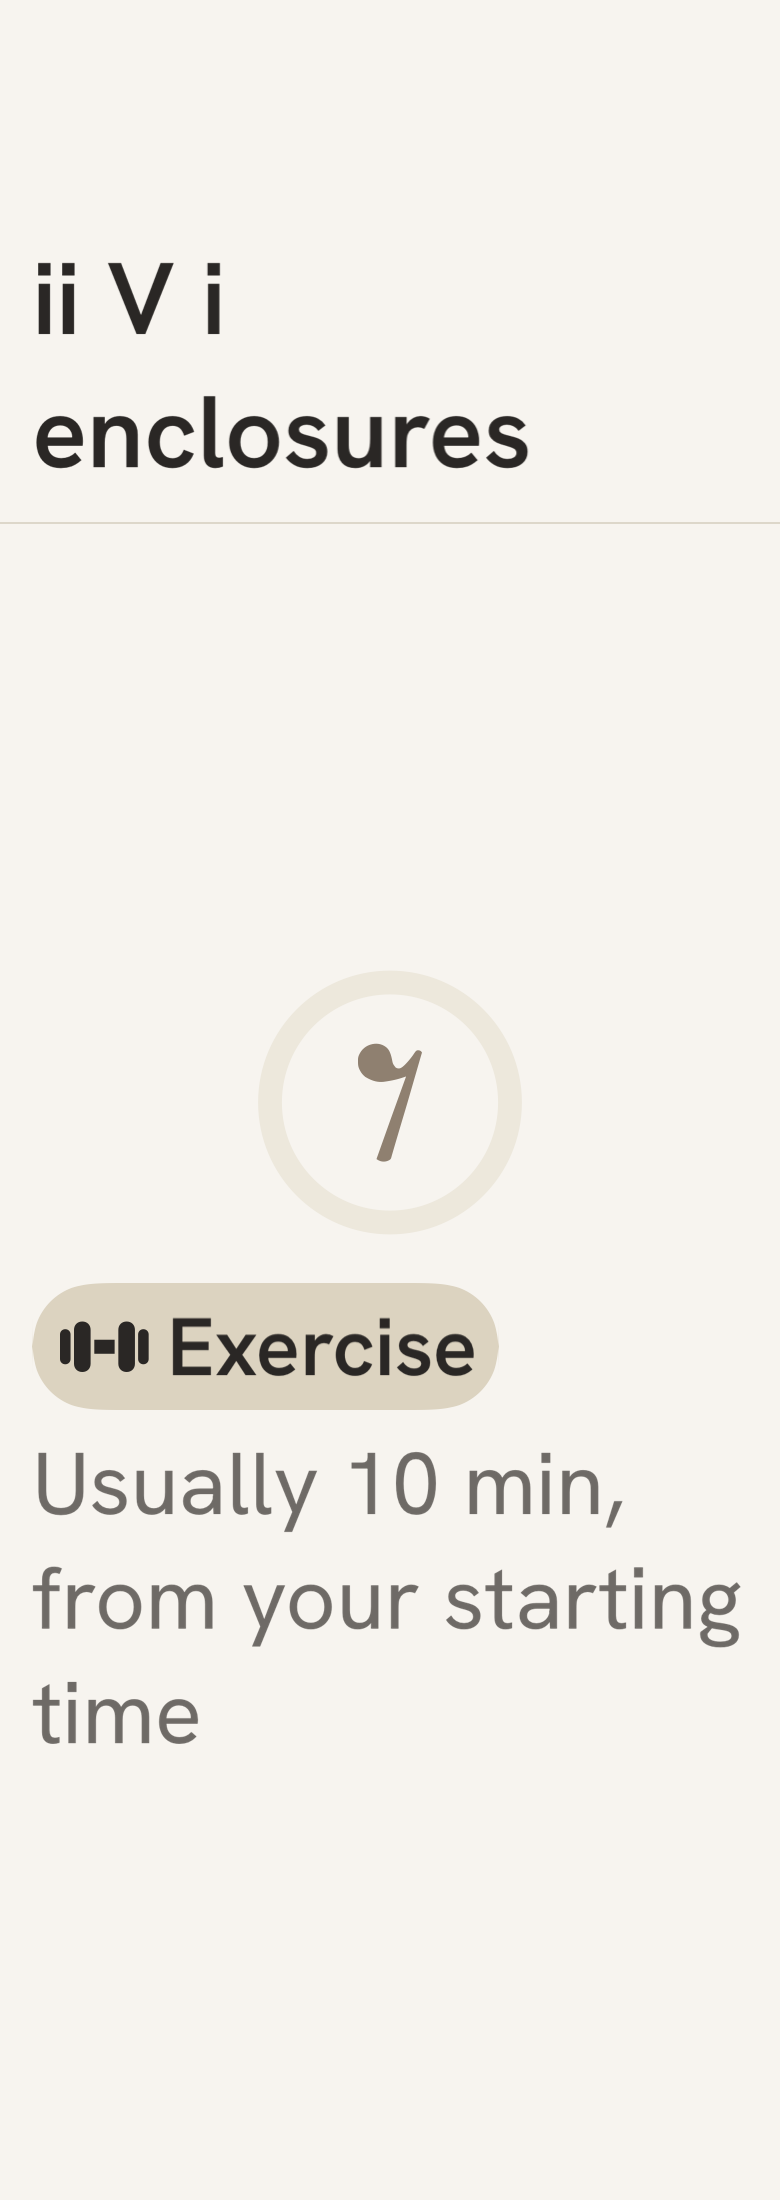 ii V i
enclosures
Exercise
Usually 10 min,
from your starting
time